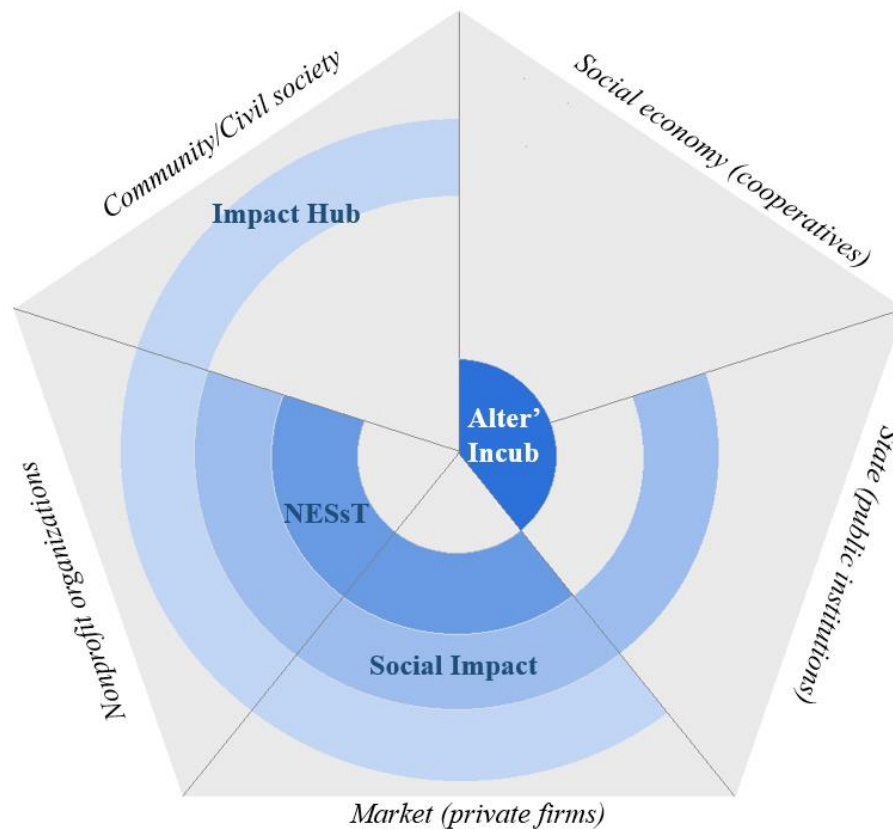 Community/Civil society
Social economy (cooperatives)
Impact Hub
Alter’
Incub
NESsT
Social Impact
Nonprofit organizations
State (public institutions)
Market (private firms)